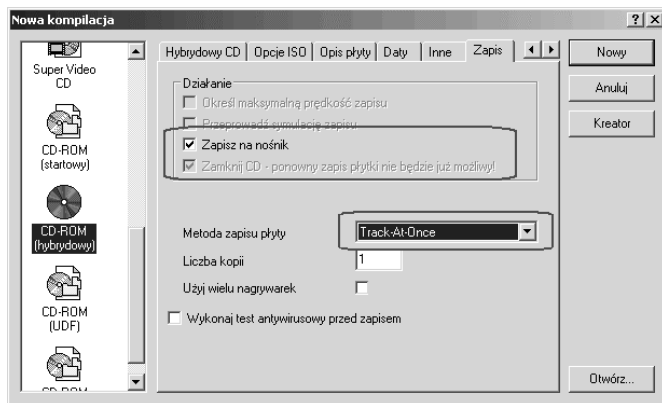 Nowa kompilacja
Super Video
CD
CD-ROM
(startowy)
CD-ROM
(hybrydowy)
CD-ROM
(UDF)
CD-ROM
Hybrydowy CD
Opcje ISO
Opis płyty
Daty
Inne
Zapis
Działanie
Określ maksymalną prędkość zapisu
Przeprowadź symulację zapisu
Zapisz na nośnik
Zamknij CD - ponowny zapis płytki nie będzie już możliwy!
Metoda zapisu płyty
Track-At-Once
Liczba kopii
1
Użyj wielu nagrywarek
Wykonaj test antywirusowy przed zapisem
Nowy
Anuluj
Kreator
Otwórz...